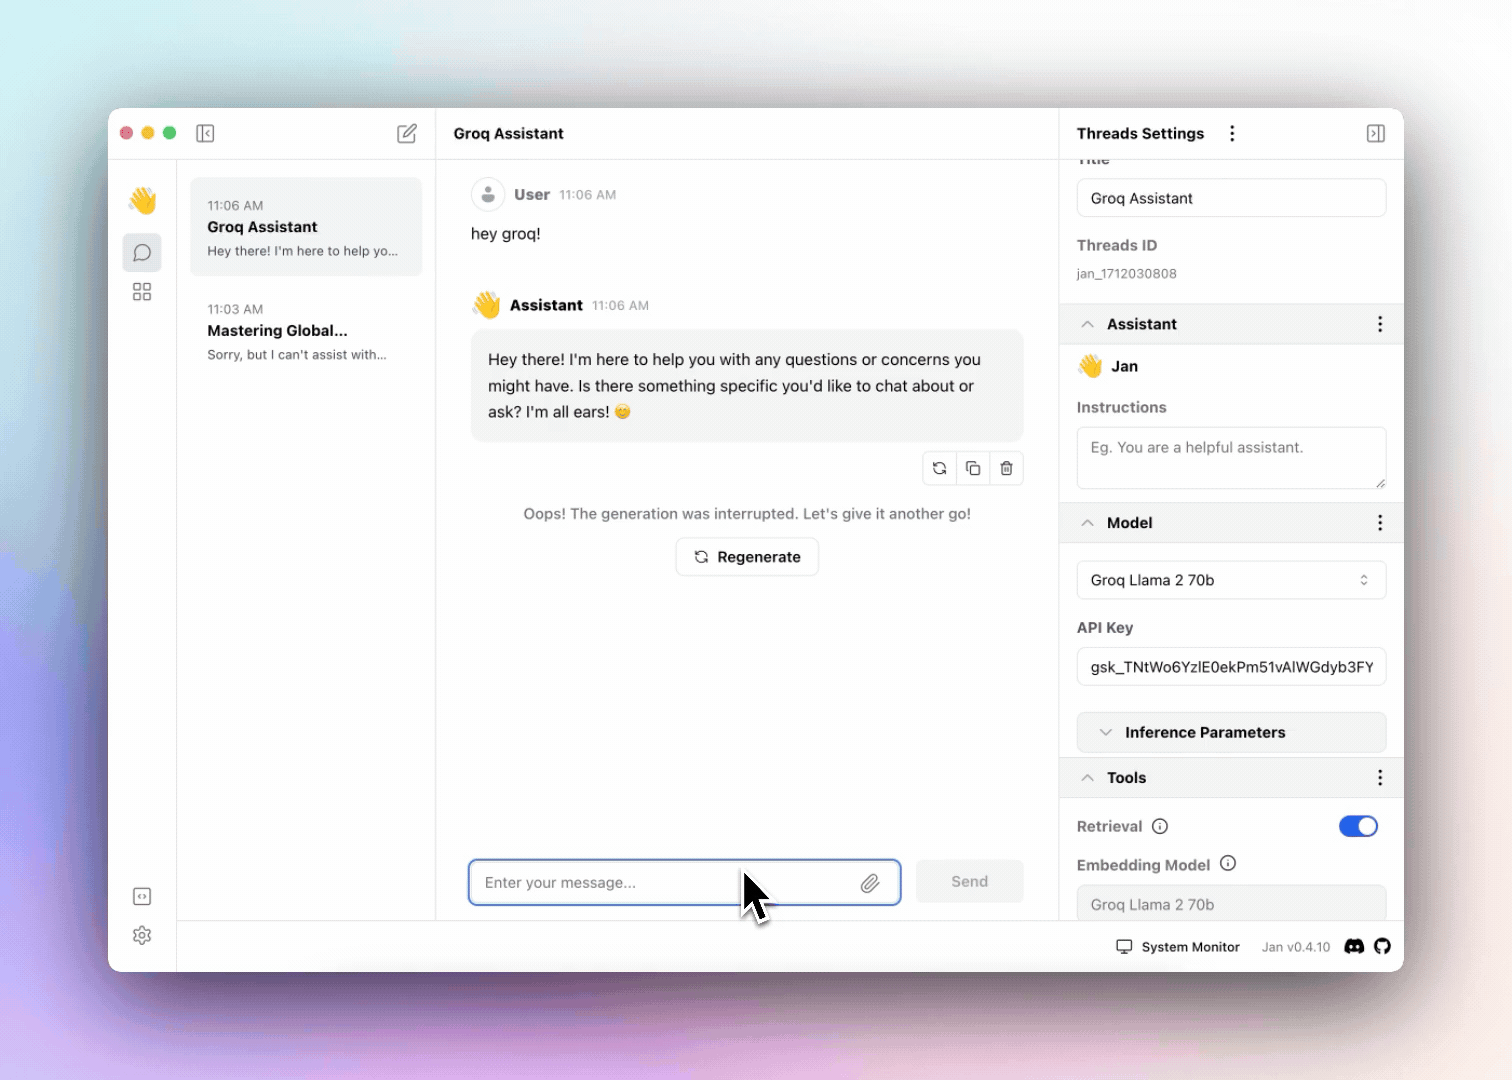 Groq Assistant
Threads Settings
11:06 AM
Groq Assistant
Hey there! I'm here to help yo...
11:03 AM
Mastering Global...
Sorry, but I can't assist with...
User 11:06 AM
hey groq!
Assistant 11:06 AM
Hey there! I'm here to help you with any questions or concerns you
might have. Is there something specific you'd like to chat about or
ask? I'm all ears!
Oops! The generation was interrupted. Let's give it another go!
Regenerate
Enter your message...
Send
Title
Groq Assistant
Threads ID
jan_1712030808
Assistant
Jan
Instructions
Eg. You are a helpful assistant.
Model
Groq Llama 2 70b
API Key
Inference Parameters
Tools
Retrieval
Embedding Model
Groq Llama 2 70b
System Monitor
Jan v0.4.10